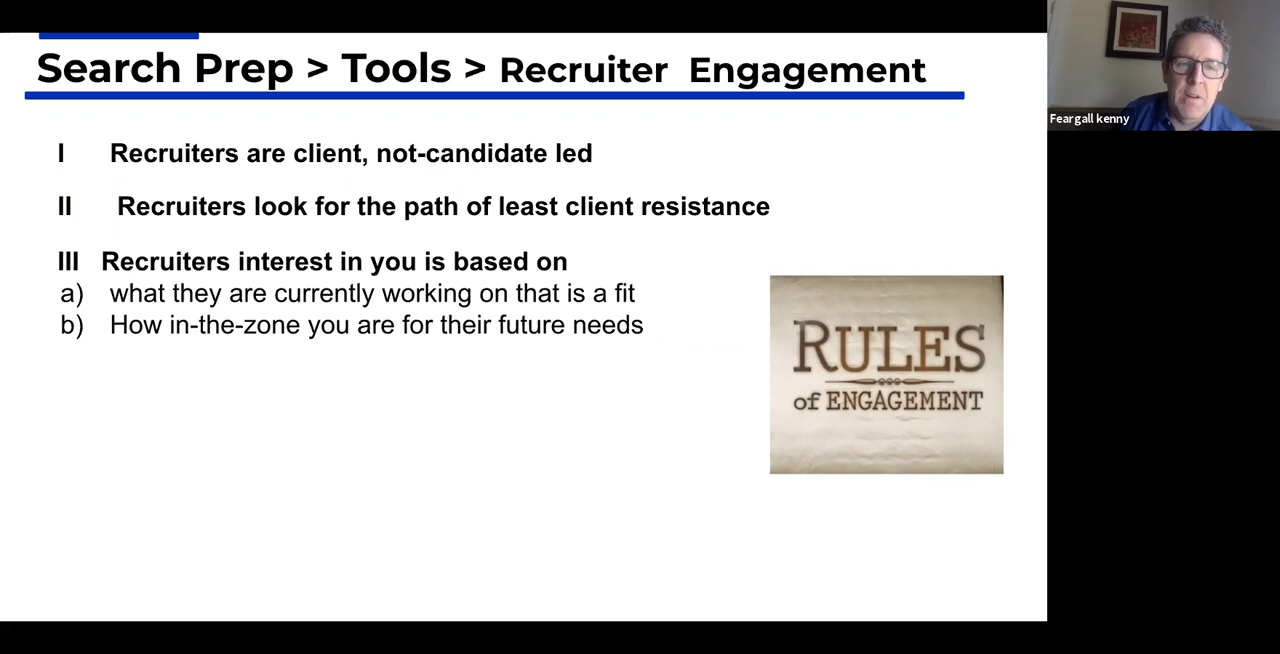 Search Prep > Tools > Recruiter Engagement
I Recruiters are client, not-candidate led
II Recruiters look for the path of least client resistance
III Recruiters interest in you is based on
a) what they are currently working on that is a fit
b) How in-the-zone you are for their future needs
RULES
of ENGAGEMENT
Feargall kenny